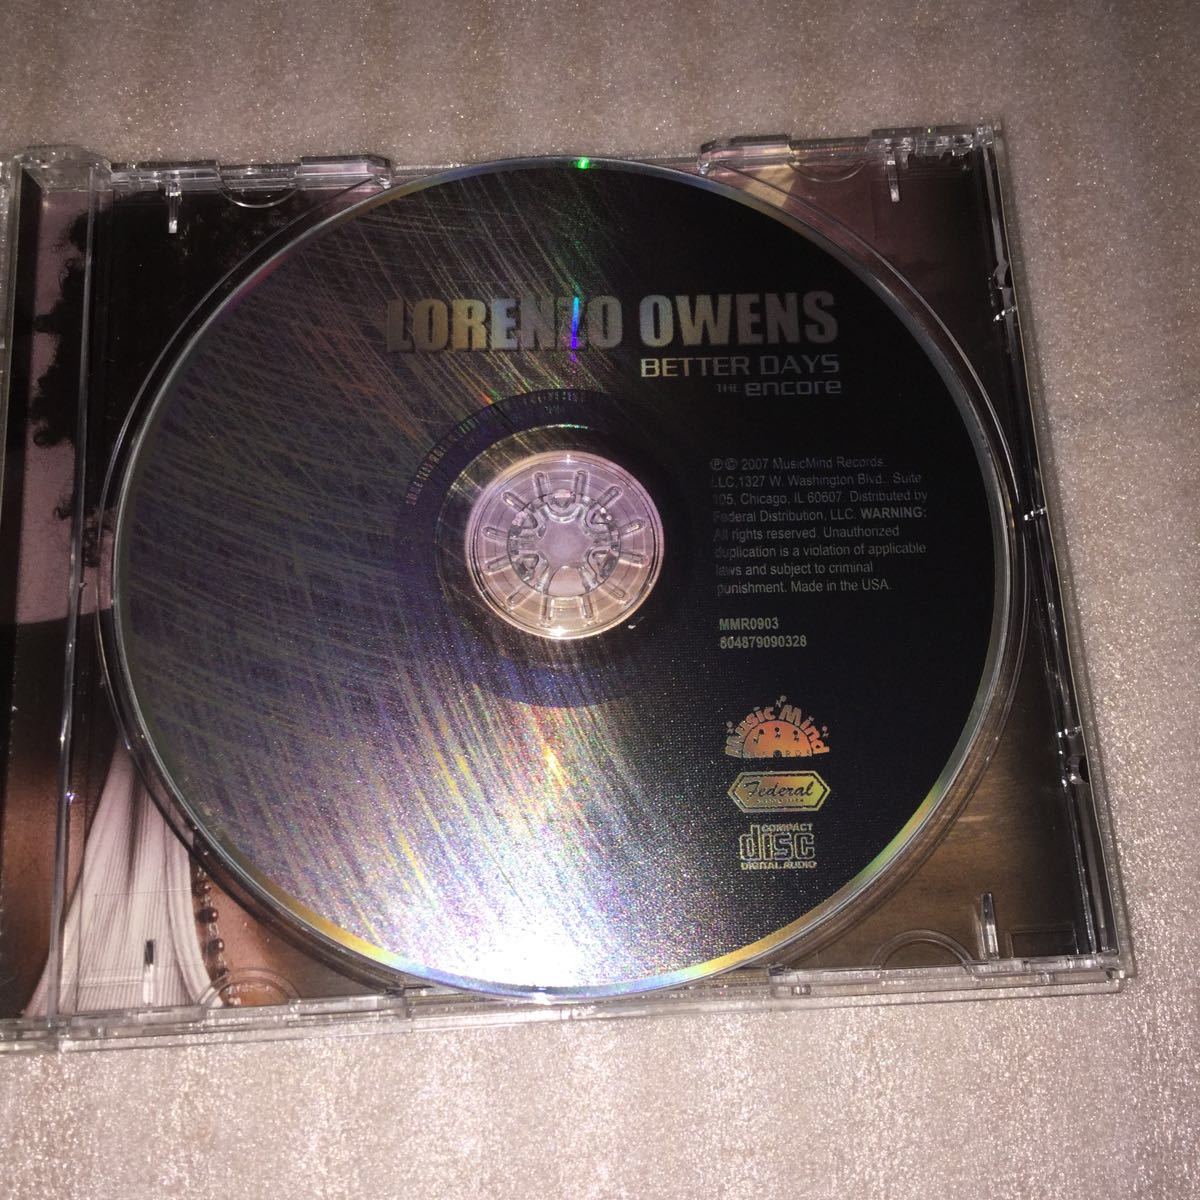 LORENZO OWENS
BETTER DAYS
THE encore
℗© 2007 MusicMind Records,
LLC,1327 W. Washington Blvd., Suite
105, Chicago, IL 60607. Distributed by
Federal Distribution, LLC. WARNING:
All rights reserved. Unauthorized
duplication is a violation of applicable
laws and subject to criminal
punishment. Made in the USA.
MMR0903
804879090328
Music Mind
RECORDS
Federal
COMPACT
disc
DIGITAL AUDIO